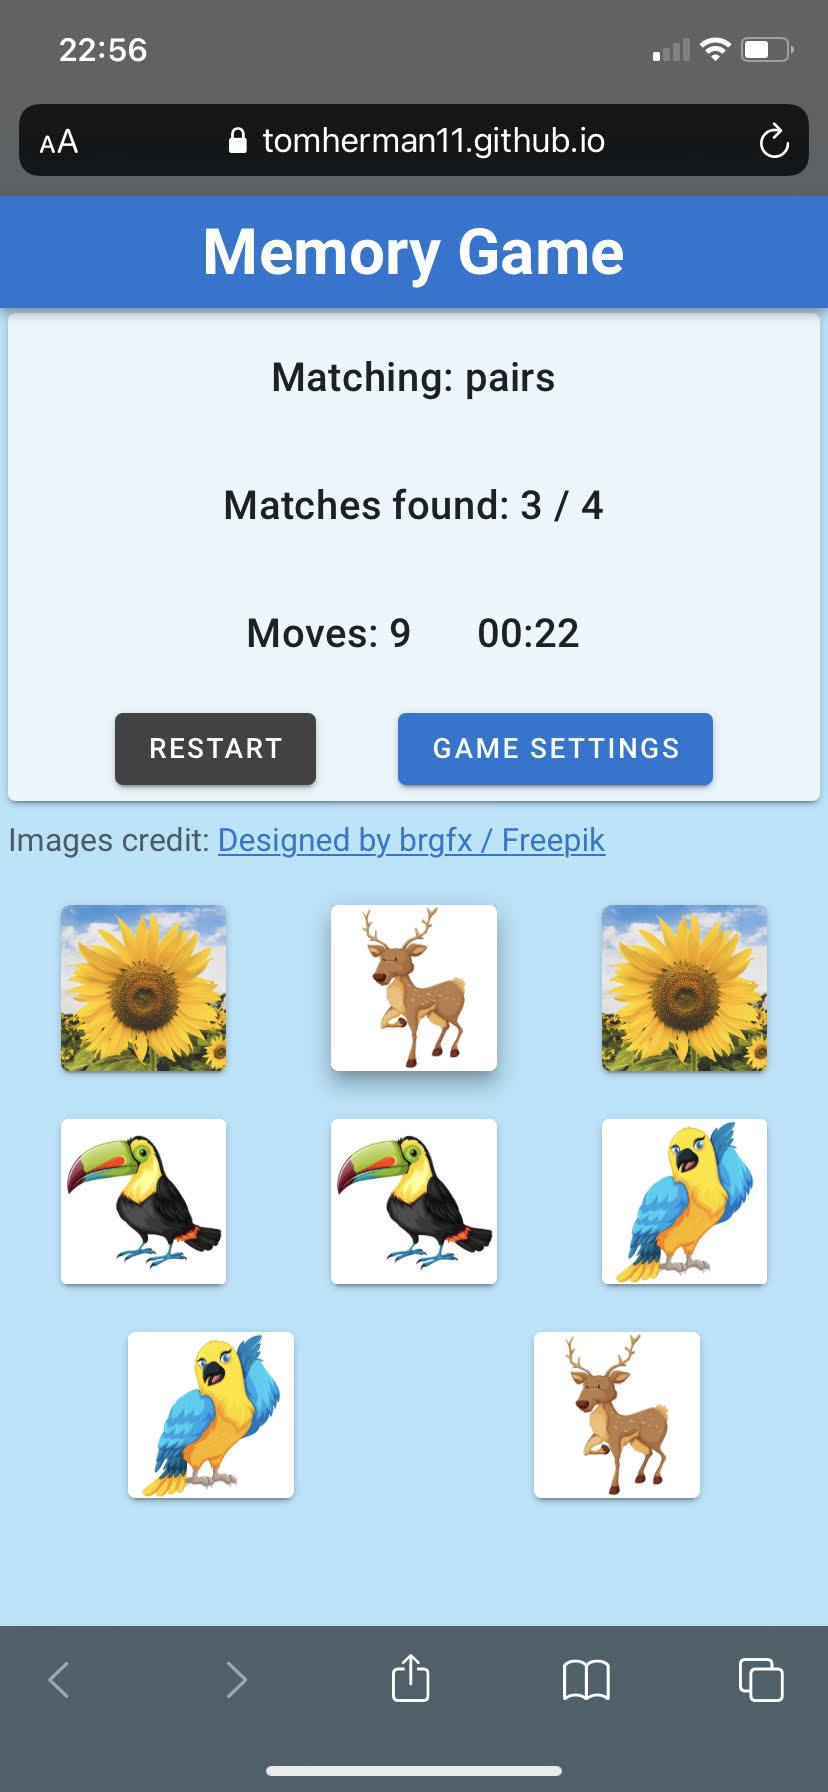 22:56
AA tomherman11.github.io
Memory Game
Matching: pairs
Matches found: 3 / 4
Moves: 9 00:22
RESTART GAME SETTINGS
Images credit: Designed by brgfx / Freepik